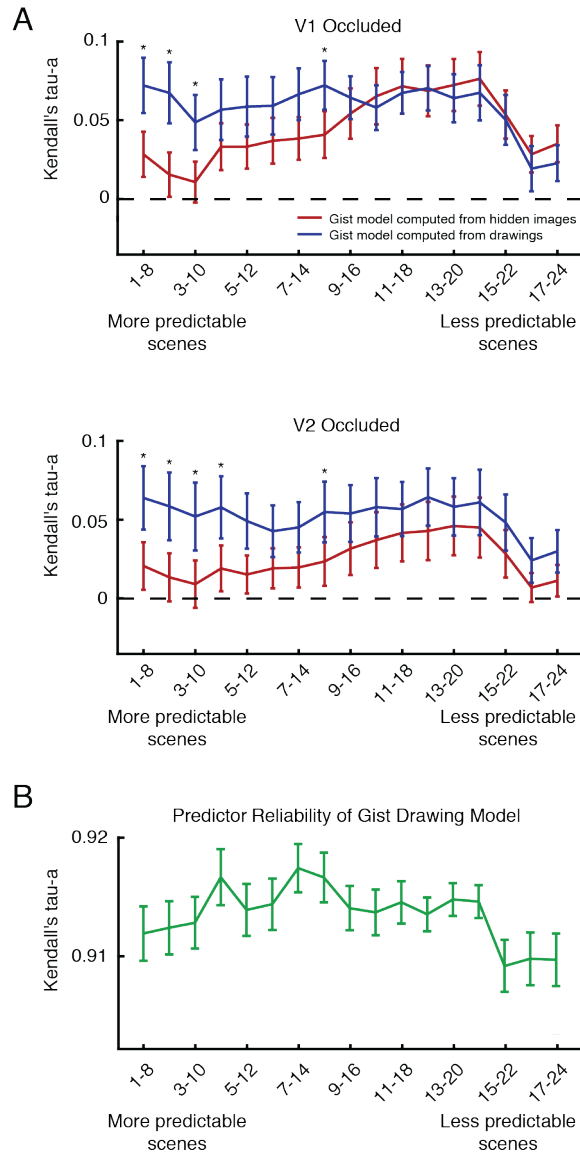 A
V1 Occluded
* * * *
Kendall's tau-a
0.1
0.05
0
Gist model computed from hidden images
Gist model computed from drawings
1-8 3-10 5-12 7-14 9-16 11-18 13-20 15-22 17-24
More predictable
scenes
Less predictable
scenes
V2 Occluded
* * * * *
Kendall's tau-a
0.1
0.05
0
1-8 3-10 5-12 7-14 9-16 11-18 13-20 15-22 17-24
More predictable
scenes
Less predictable
scenes
B
Predictor Reliability of Gist Drawing Model
Kendall's tau-a
0.92
0.91
1-8 3-10 5-12 7-14 9-16 11-18 13-20 15-22 17-24
More predictable
scenes
Less predictable
scenes